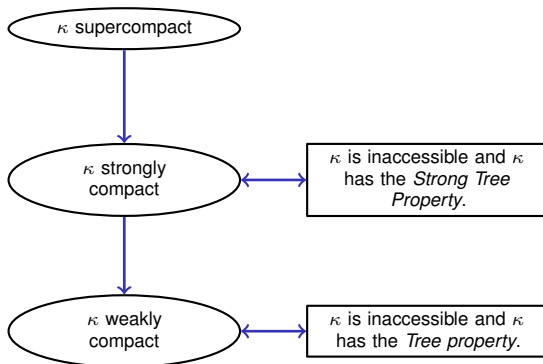 κ supercompact
κ strongly
compact
κ is inaccessible and κ
has the Strong Tree
Property.
κ weakly
compact
κ is inaccessible and κ
has the Tree property.